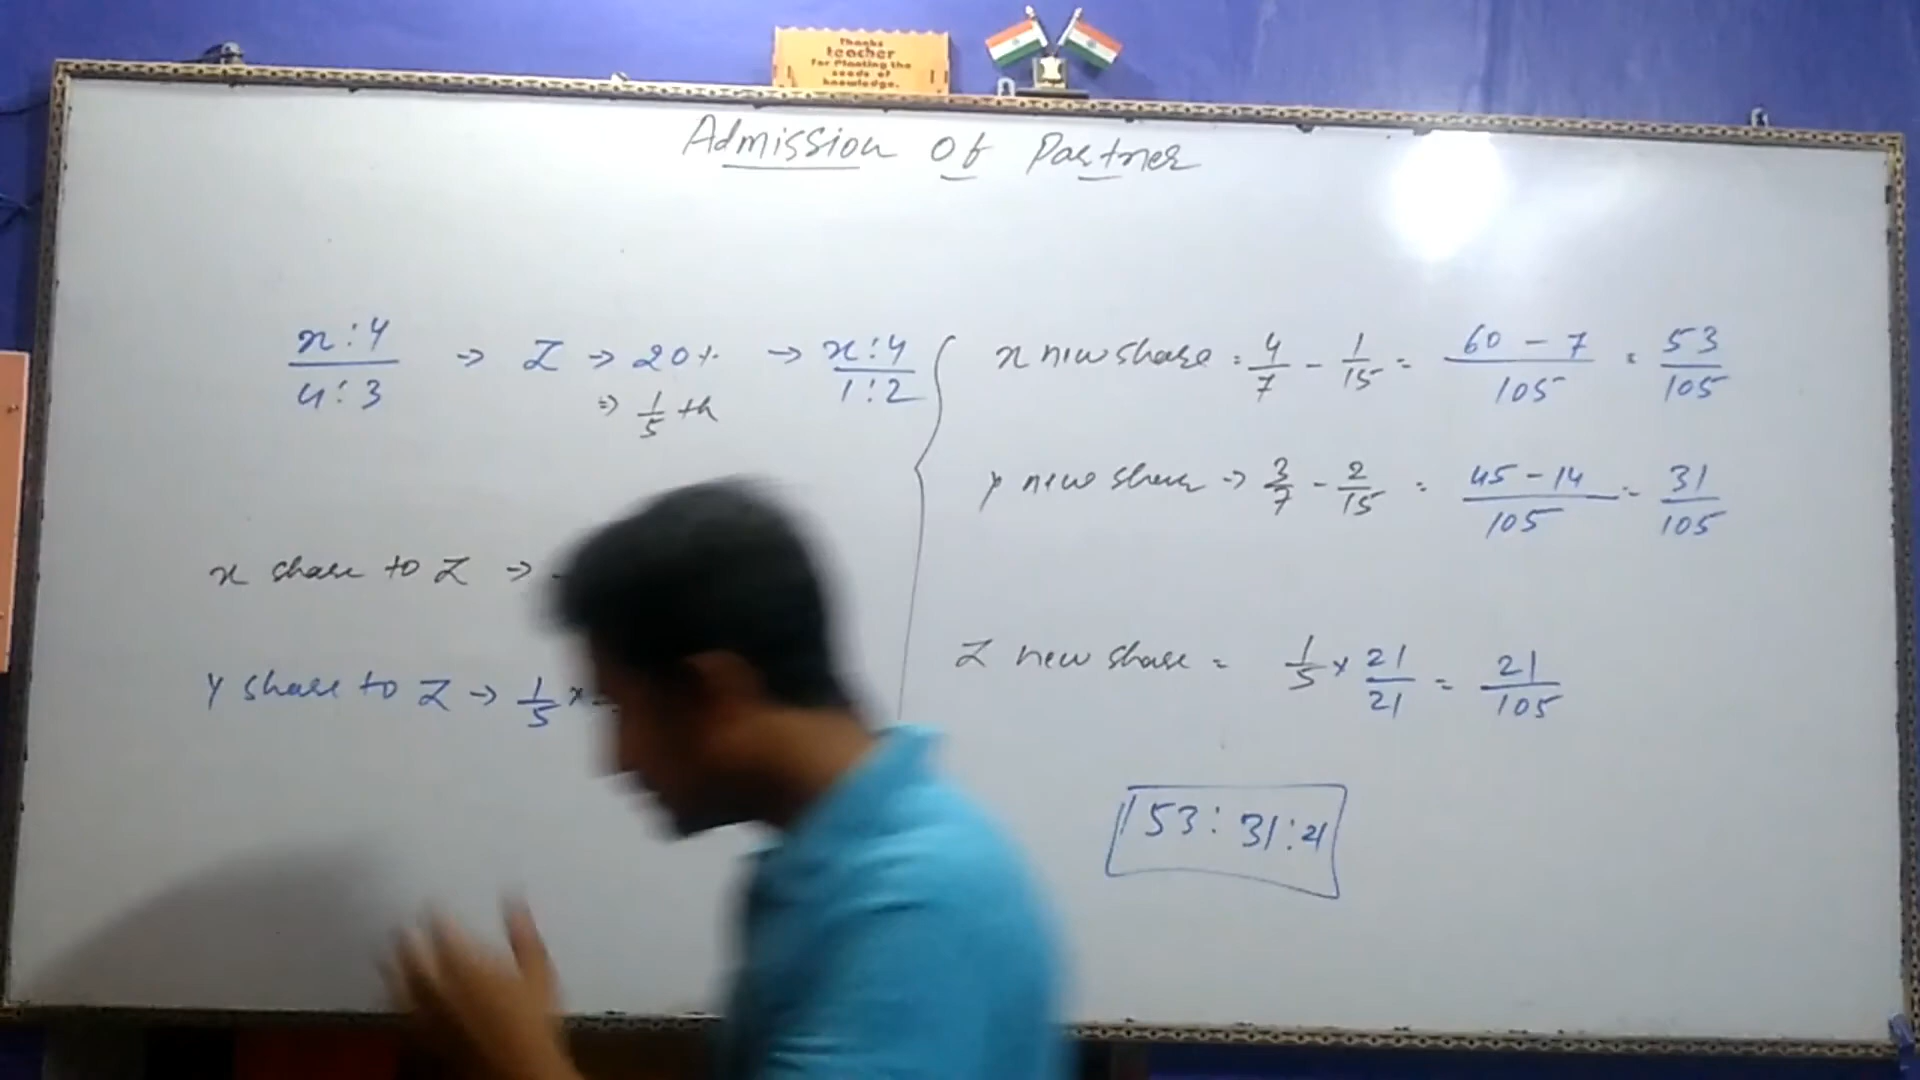 Thanks
teacher
for Planting the
seeds of
knowledge.
Admission of Partner
x : y / 4 : 3 → Z → 20% → x : y / 1 : 2
⇒ 1/5 th
x share to Z →
y share to Z → 1/5 ×
x new share = 4/7 - 1/15 = 60 - 7 / 105 = 53/105
y new share → 3/7 - 2/15 = 45 - 14 / 105 = 31/105
Z new share = 1/5 × 21/21 = 21/105
53 : 31 : 21